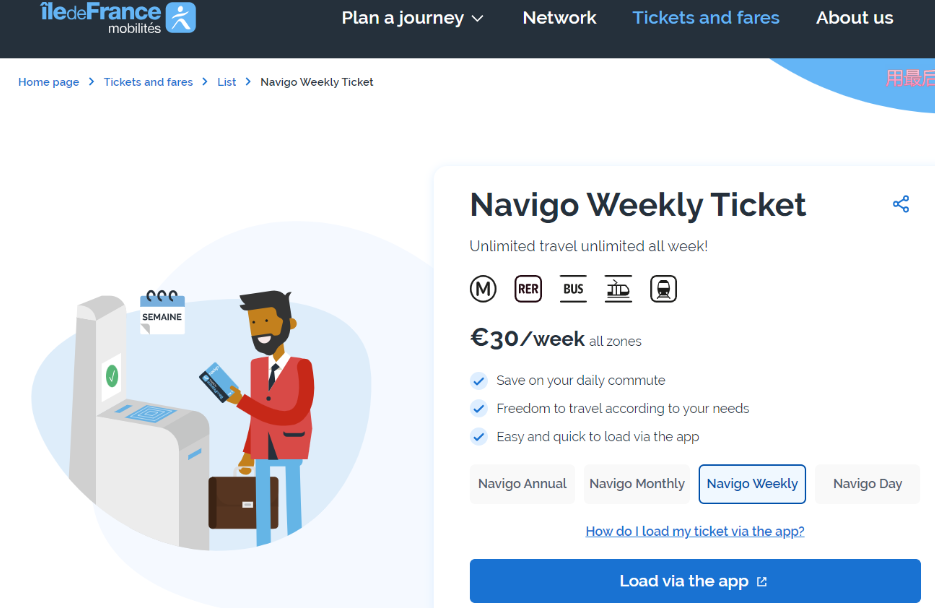 îledeFrance
mobilités
Plan a journey
Network
Tickets and fares
About us
Home page
Tickets and fares
List
Navigo Weekly Ticket
用最后
Navigo Weekly Ticket
Unlimited travel unlimited all week!
M
RER
BUS
€30/week all zones
SEMAINE
Save on your daily commute
Freedom to travel according to your needs
Easy and quick to load via the app
Navigo Annual
Navigo Monthly
Navigo Weekly
Navigo Day
How do I load my ticket via the app?
Load via the app